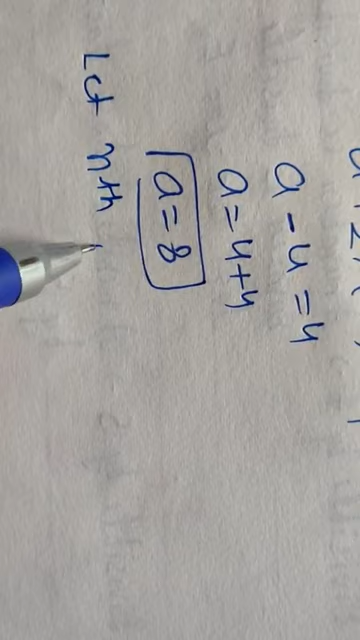 a - 4 = 4
a = 4 + 4
a = 8
Let nth